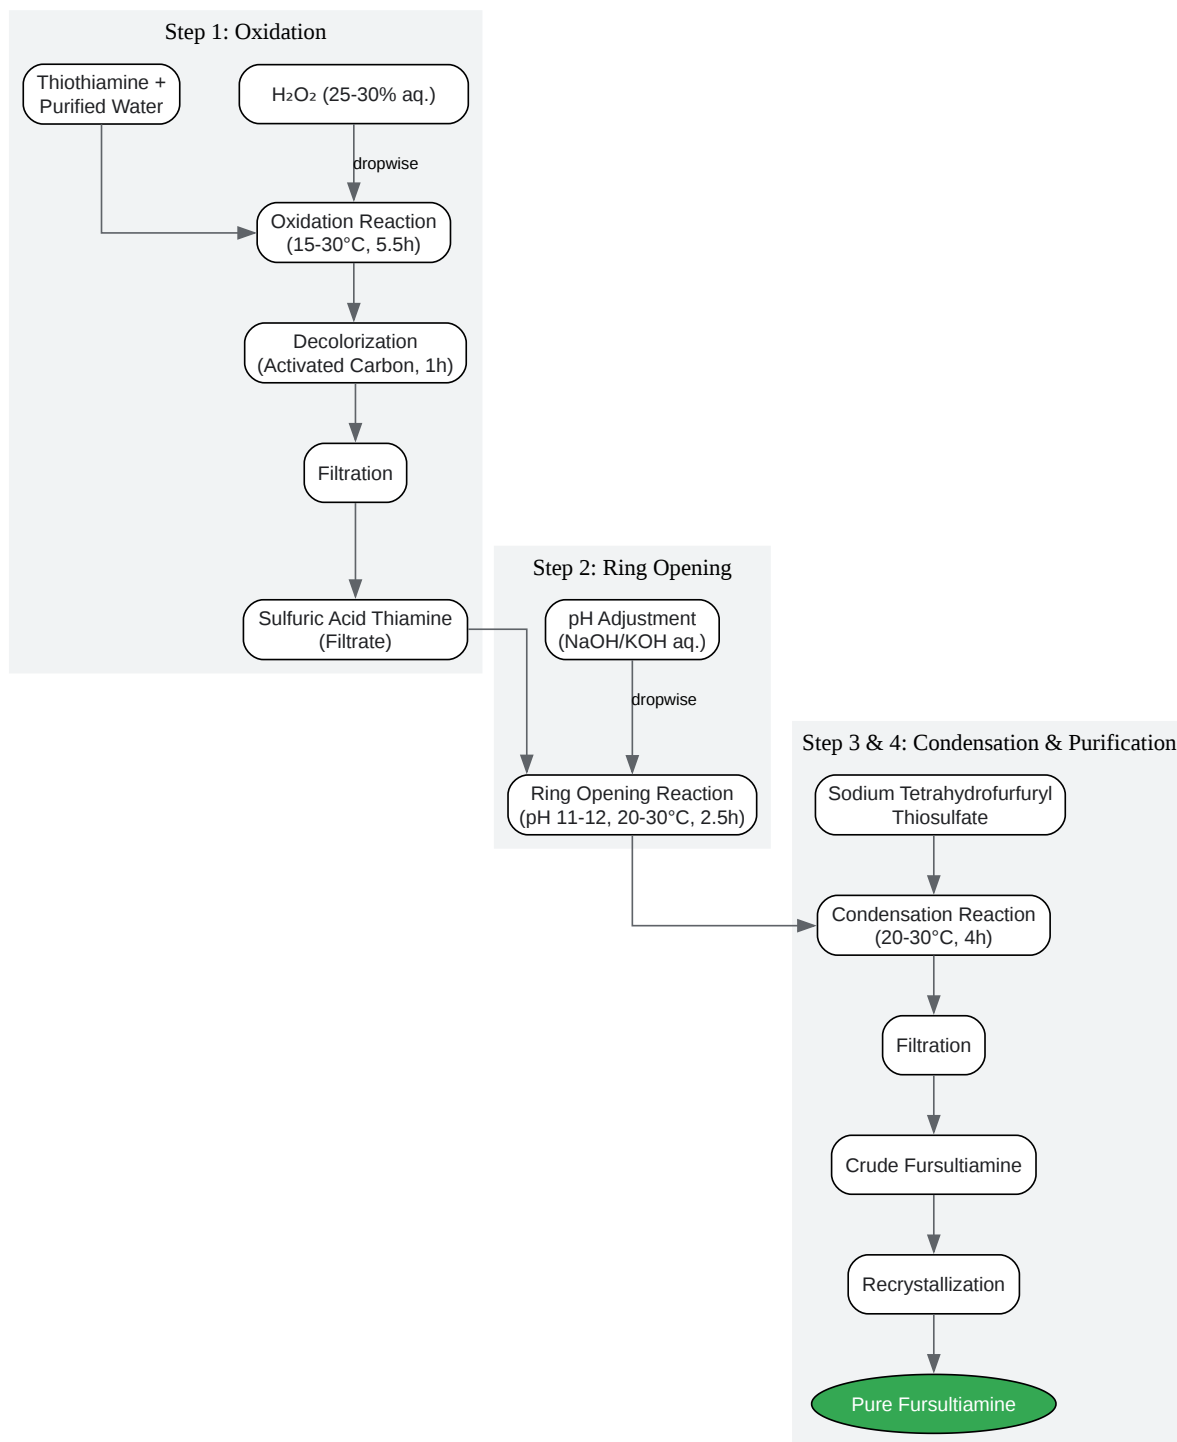 Step 1: Oxidation
Thiothiamine +
Purified Water
H₂O₂ (25-30% aq.)
dropwise
Oxidation Reaction
(15-30°C, 5.5h)
Decolorization
(Activated Carbon, 1h)
Filtration
Sulfuric Acid Thiamine
(Filtrate)
Step 2: Ring Opening
pH Adjustment
(NaOH/KOH aq.)
dropwise
Ring Opening Reaction
(pH 11-12, 20-30°C, 2.5h)
Step 3 & 4: Condensation & Purification
Sodium Tetrahydrofurfuryl
Thiosulfate
Condensation Reaction
(20-30°C, 4h)
Filtration
Crude Fursultiamine
Recrystallization
Pure Fursultiamine